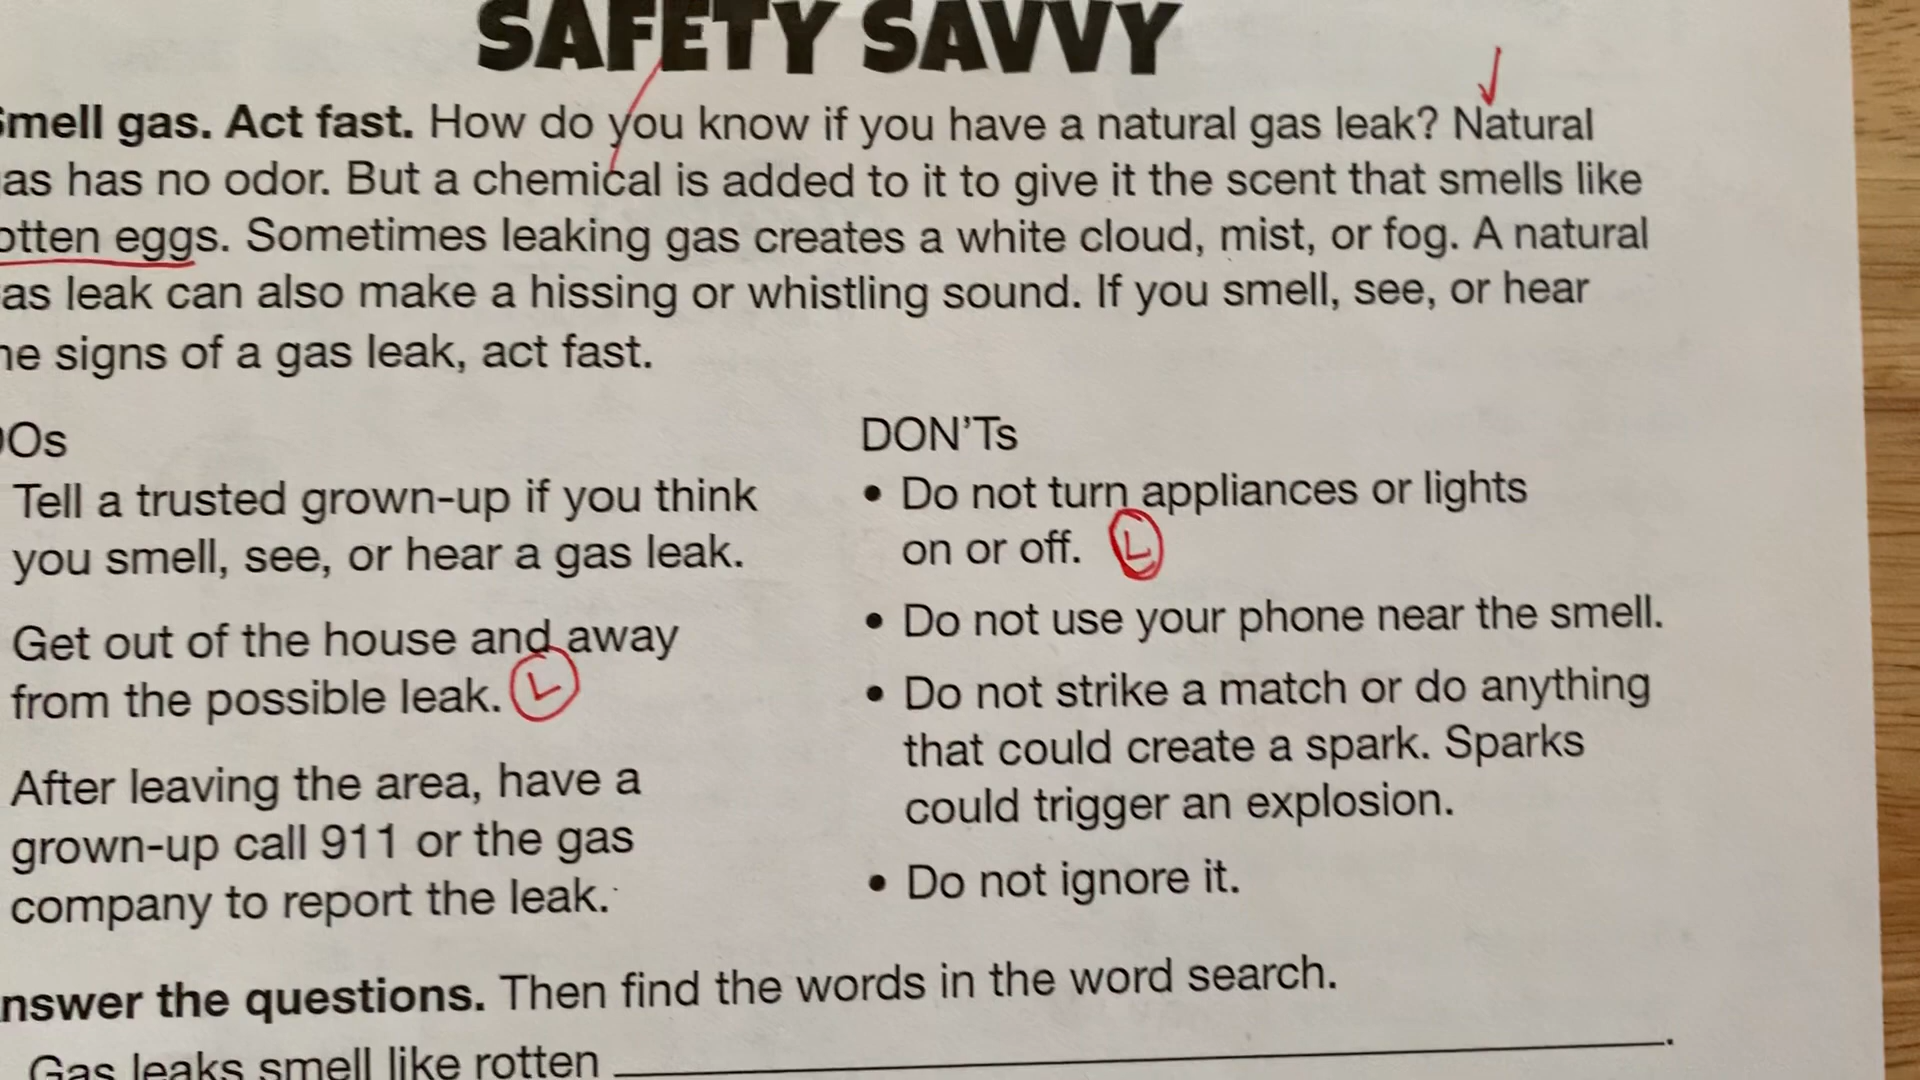 SAFETY SAVVY
Smell gas. Act fast. How do you know if you have a natural gas leak? Natural
as has no odor. But a chemical is added to it to give it the scent that smells like
otten eggs. Sometimes leaking gas creates a white cloud, mist, or fog. A natural
as leak can also make a hissing or whistling sound. If you smell, see, or hear
he signs of a gas leak, act fast.
DOs
Tell a trusted grown-up if you think
you smell, see, or hear a gas leak.
Get out of the house and away
from the possible leak. L
After leaving the area, have a
grown-up call 911 or the gas
company to report the leak.
DON'Ts
• Do not turn appliances or lights
on or off. L
• Do not use your phone near the smell.
• Do not strike a match or do anything
that could create a spark. Sparks
could trigger an explosion.
• Do not ignore it.
nswer the questions. Then find the words in the word search.
Gas leaks smell like rotten ____________.